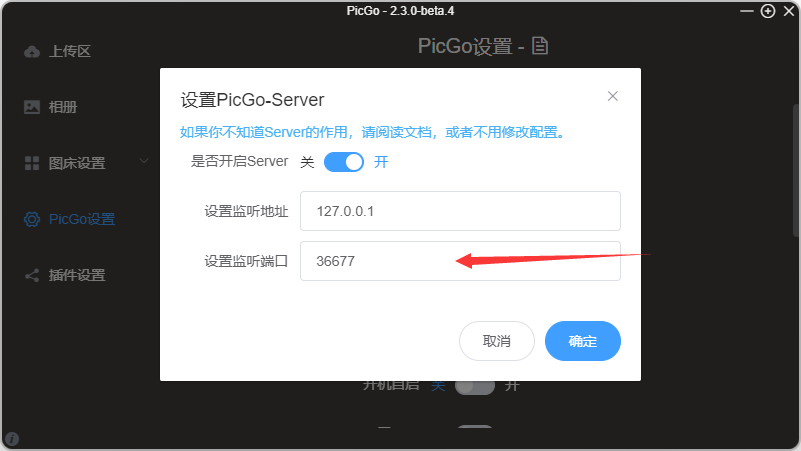 PicGo - 2.3.0-beta.4
上传区
相册
图床设置
PicGo设置
插件设置
PicGo设置 -
设置PicGo-Server
如果你不知道Server的作用，请阅读文档，或者不用修改配置。
是否开启Server 关 开
设置监听地址 127.0.0.1
设置监听端口 36677
取消 确定
开机自启 关 开